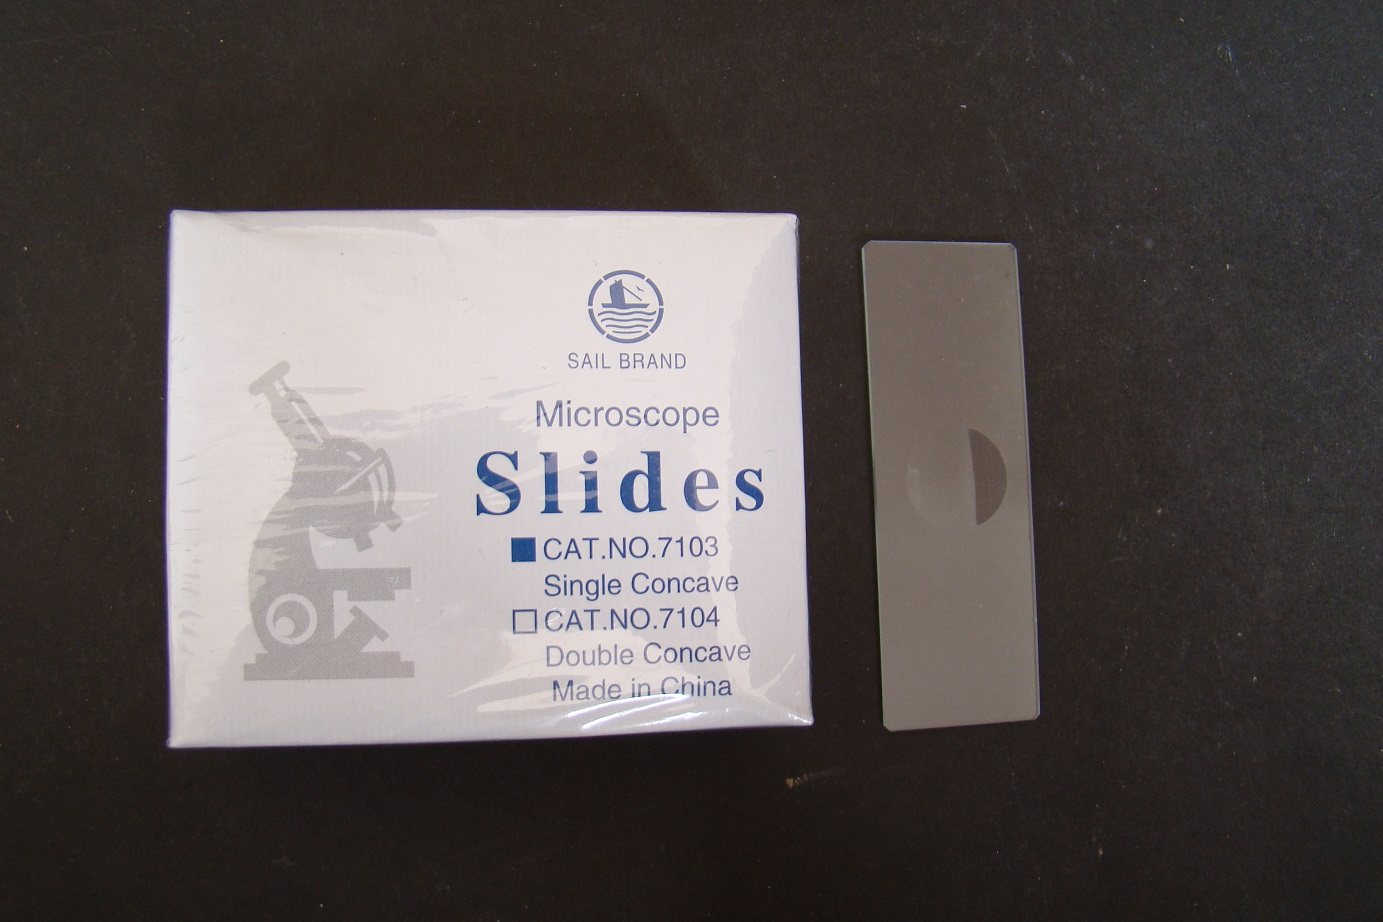 SAIL BRAND
Microscope
Slides
CAT.NO.7103
Single Concave
CAT.NO.7104
Double Concave
Made in China